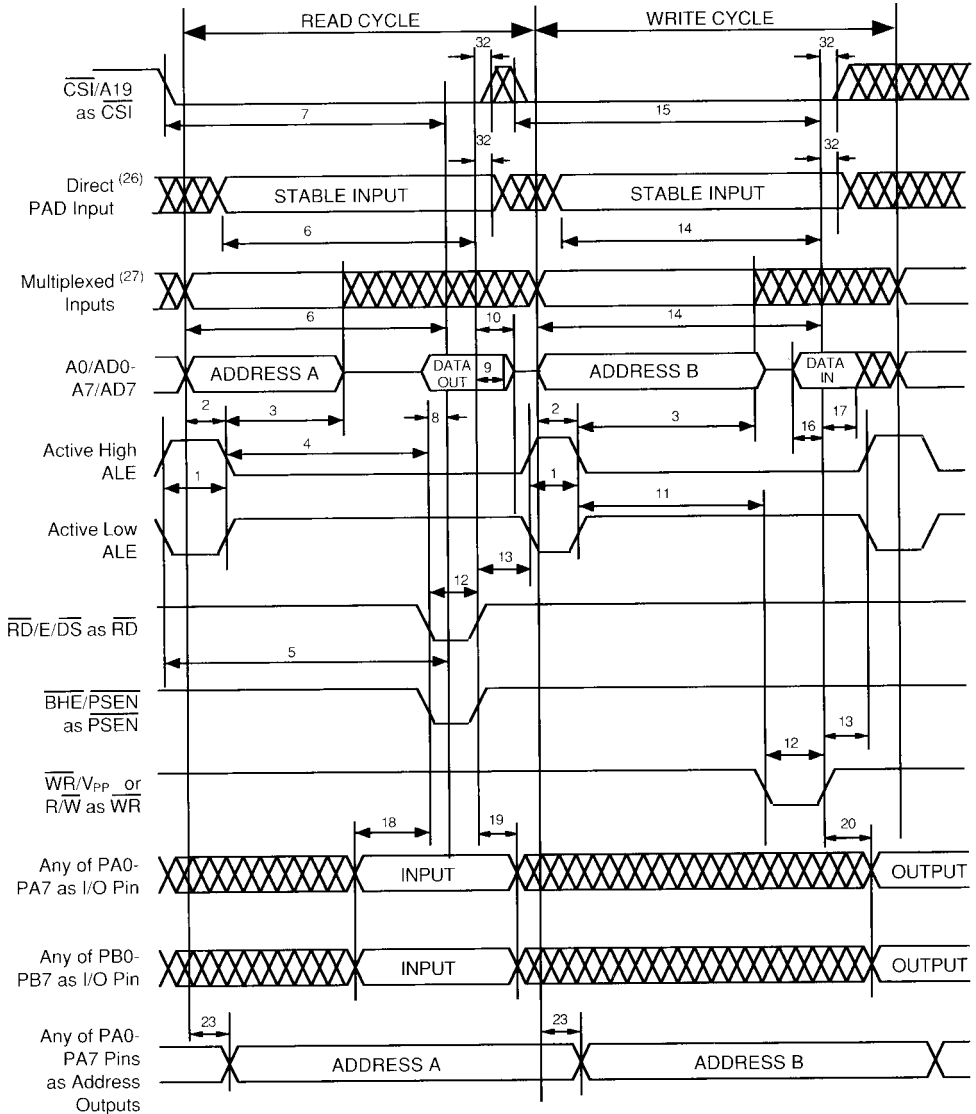 READ CYCLE WRITE CYCLE
32 32
CSI/A19
as CSI
7 15
32 32
Direct (26)
PAD Input
STABLE INPUT STABLE INPUT
6 14
Multiplexed (27)
Inputs
6 10 14
A0/AD0-
A7/AD7
ADDRESS A DATA
OUT 9 ADDRESS B DATA
IN
2 3 8 2 3 16 17
Active High
ALE
4
1 1 11
Active Low
ALE
13
12
RD/E/DS as RD
5
BHE/PSEN
as PSEN
12 13
WR/VPP or
R/W as WR
18 19 20
Any of PA0-
PA7 as I/O Pin
INPUT OUTPUT
Any of PB0-
PB7 as I/O Pin
INPUT OUTPUT
23 23
Any of PA0-
PA7 Pins
as Address
Outputs
ADDRESS A ADDRESS B